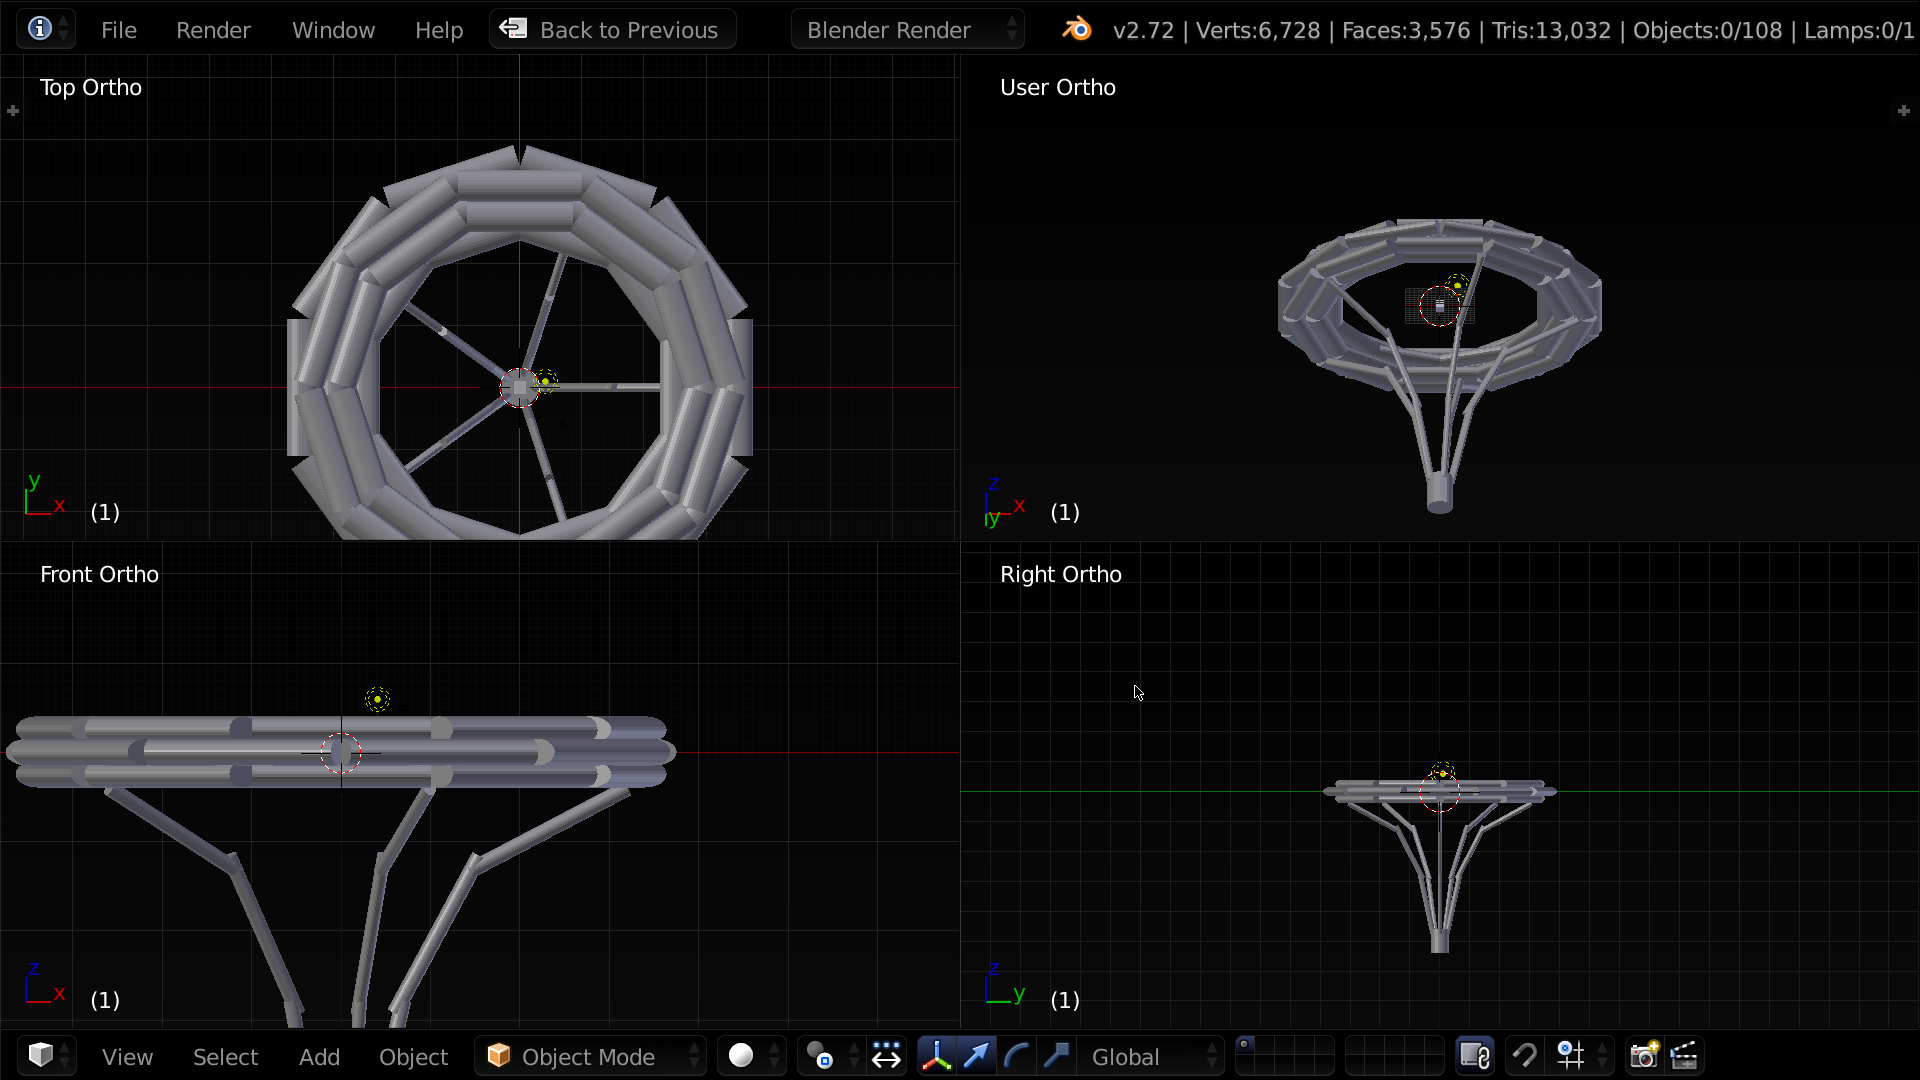 File Render Window Help Back to Previous Blender Render v2.72 | Verts:6,728 | Faces:3,576 | Tris:13,032 | Objects:0/108 | Lamps:0/1
Top Ortho
User Ortho
y
x
(1)
z
x
y
(1)
Front Ortho
Right Ortho
z
x
(1)
z
y
(1)
View Select Add Object Object Mode Global